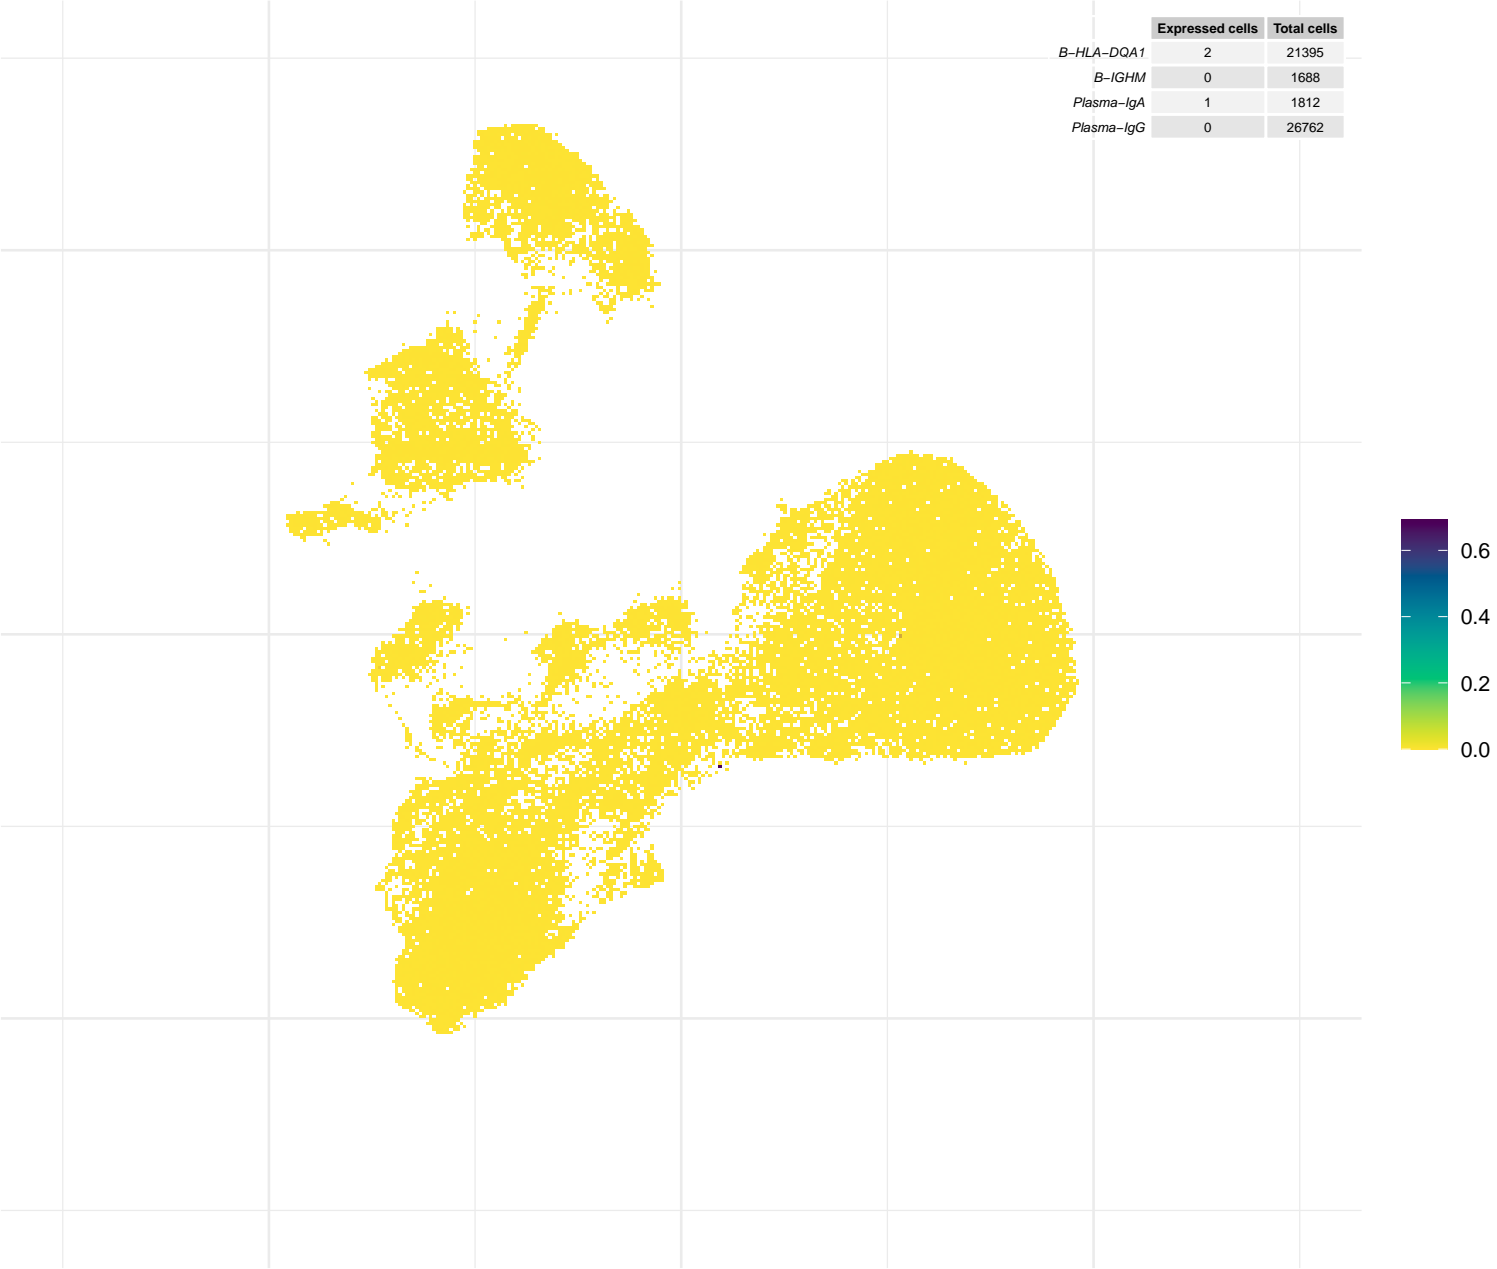 Expressed cells Total cells
B−HLA−DQA1 2 21395
B−IGHM 0 1688
Plasma−IgA 1 1812
Plasma−IgG 0 26762
0.6
0.4
0.2
0.0